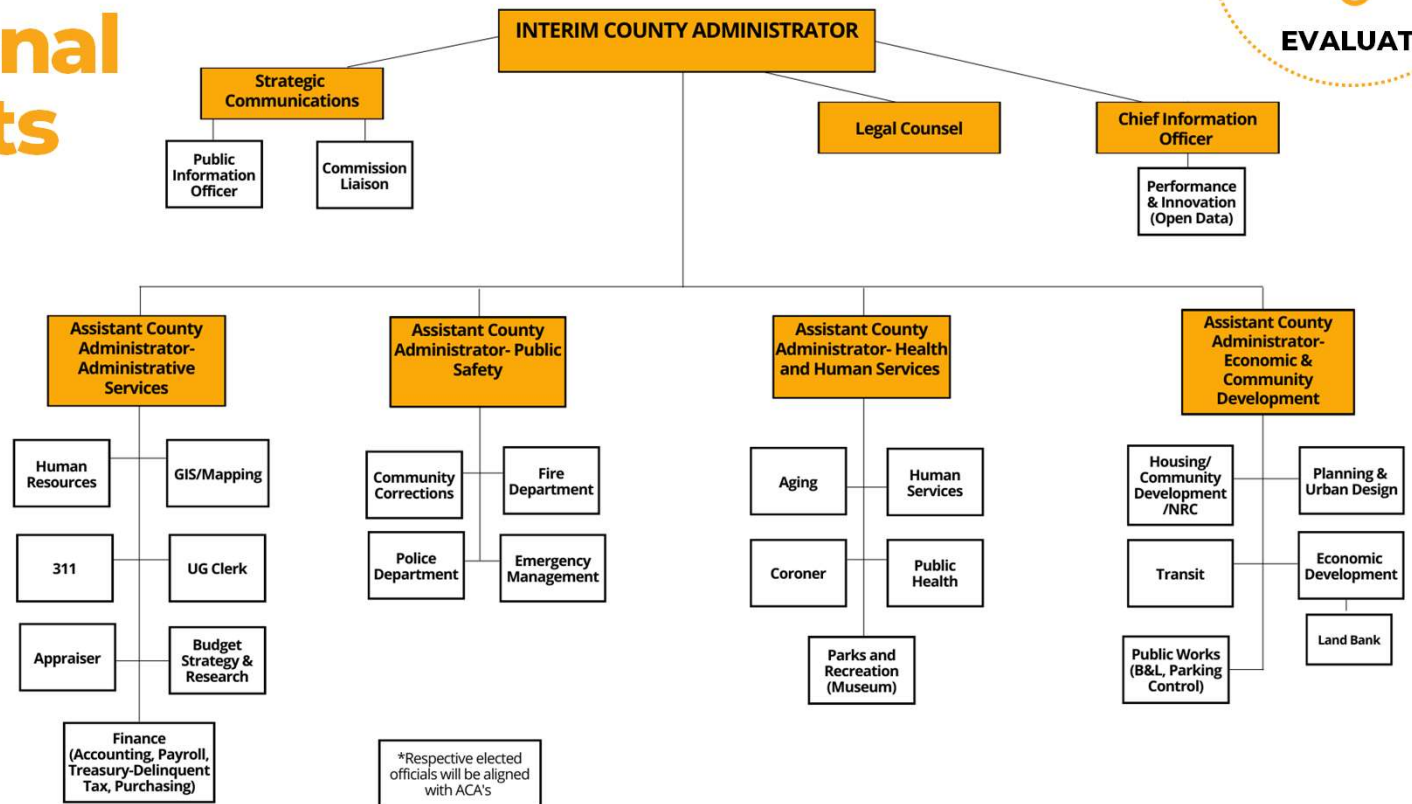 nal
ts
EVALUAT
INTERIM COUNTY ADMINISTRATOR
Strategic
Communications
Legal Counsel
Chief Information
Officer
Public
Information
Officer
Commission
Liaison
Performance
& Innovation
(Open Data)
Assistant County
Administrator-
Administrative
Services
Human
Resources
GIS/Mapping
311
UG Clerk
Appraiser
Budget
Strategy &
Research
Finance
(Accounting, Payroll,
Treasury-Delinquent
Tax, Purchasing)
Assistant County
Administrator- Public
Safety
Community
Corrections
Fire
Department
Police
Department
Emergency
Management
*Respective elected
officials will be aligned
with ACA's
Assistant County
Administrator- Health
and Human Services
Aging
Human
Services
Coroner
Public
Health
Parks and
Recreation
(Museum)
Assistant County
Administrator-
Economic &
Community
Development
Housing/
Community
Development
/NRC
Planning &
Urban Design
Transit
Economic
Development
Land Bank
Public Works
(B&L, Parking
Control)